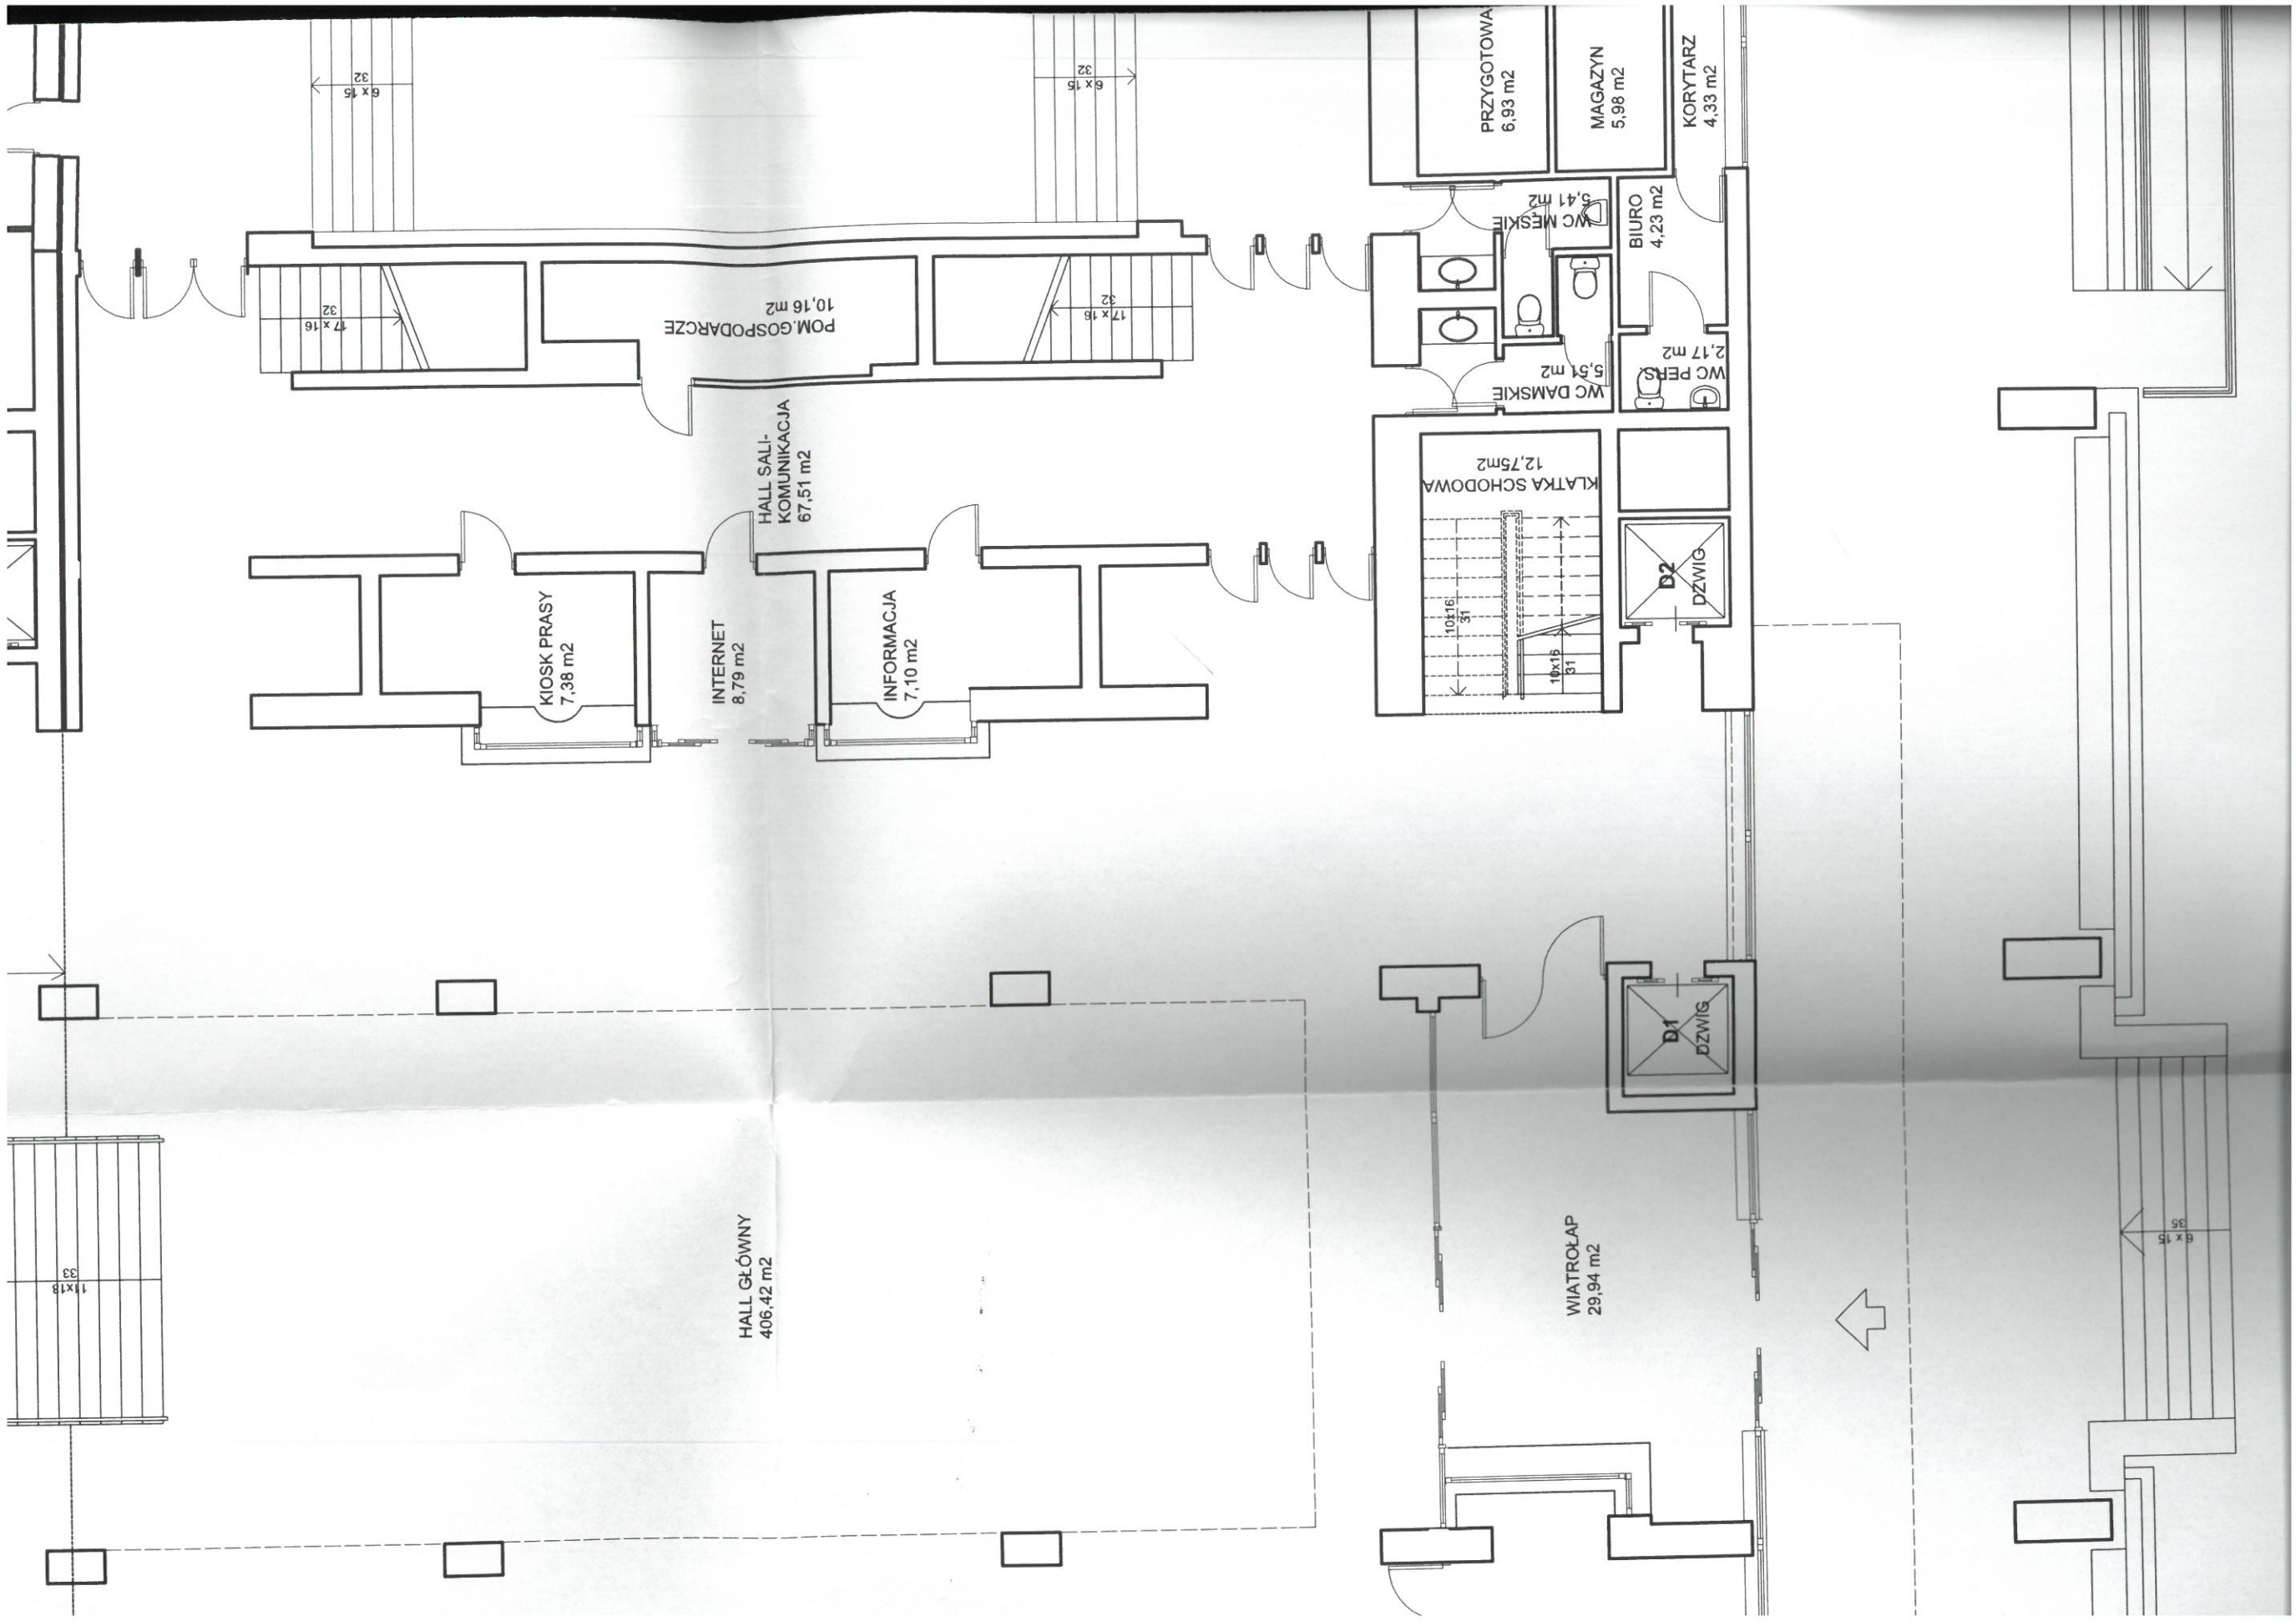 32
6 x 15
32
6 x 15
PRZYGOTOWA
6,93 m2
MAGAZYN
5,98 m2
KORYTARZ
4,33 m2
WC MĘSKIE
5,41 m2
BIURO
4,23 m2
17 x 16
32
POM.GOSPODARCZE
10,16 m2
17 x 16
32
WC DAMSKIE
5,51 m2
WC PERS.
2,17 m2
HALL SALI-
KOMUNIKACJA
67,51 m2
KLATKA SCHODOWA
12,75m2
10x16
31
10x16
31
D2
DŹWIG
KIOSK PRASY
7,38 m2
INTERNET
8,79 m2
INFORMACJA
7,10 m2
D1
DŹWIG
11x18
33
HALL GŁÓWNY
406,42 m2
WIATROŁAP
29,94 m2
6 x 15
35